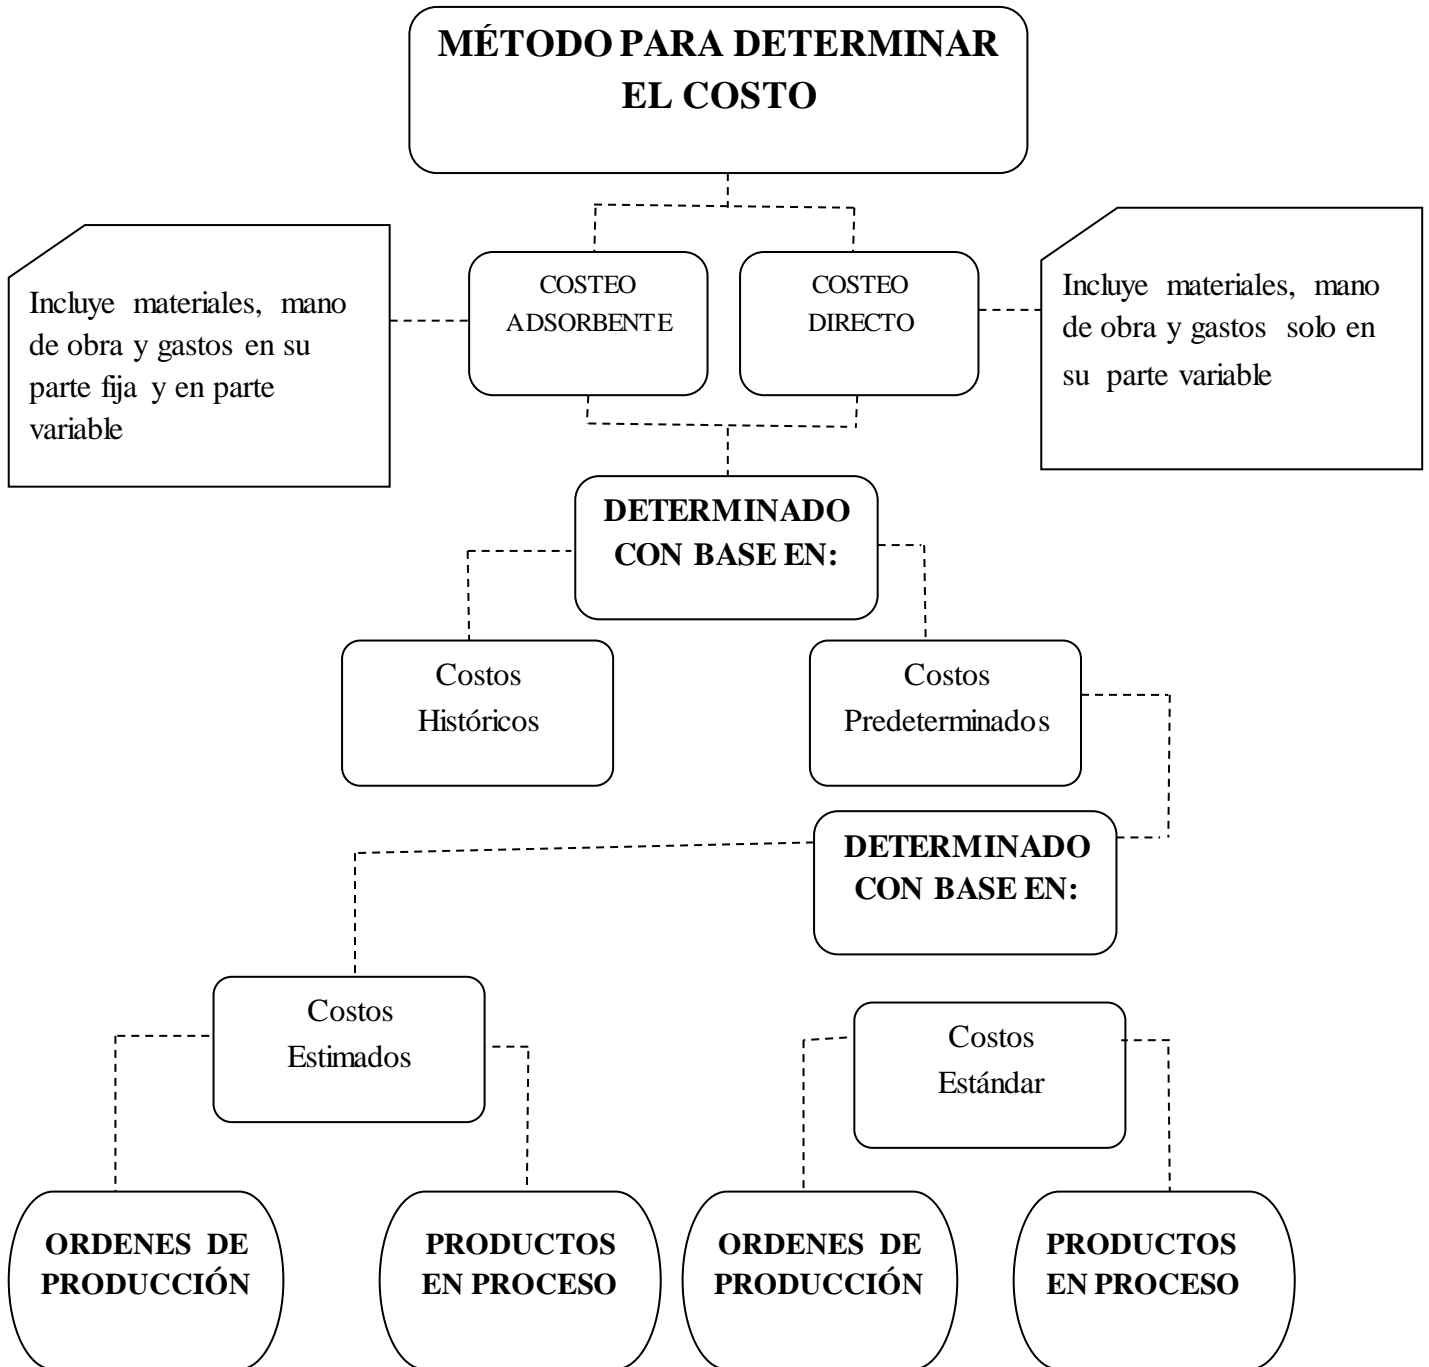 MÉTODO PARA DETERMINAR
EL COSTO
Incluye materiales, mano
de obra y gastos en su
parte fija y en parte
variable
COSTEO
ADSORBENTE
COSTEO
DIRECTO
Incluye materiales, mano
de obra y gastos solo en
su parte variable
DETERMINADO
CON BASE EN:
Costos
Históricos
Costos
Predeterminados
DETERMINADO
CON BASE EN:
Costos
Estimados
Costos
Estándar
ORDENES DE
PRODUCCIÓN
PRODUCTOS
EN PROCESO
ORDENES DE
PRODUCCIÓN
PRODUCTOS
EN PROCESO